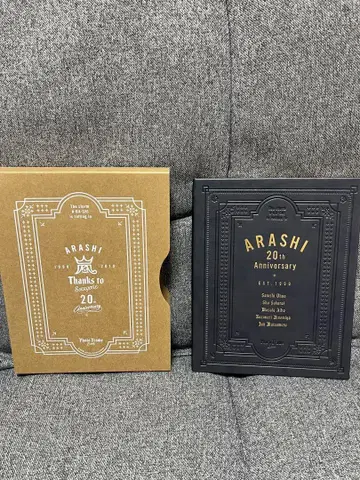 ARASHI
1999 2019
嵐
Thanks to
20th
Anniversary
Photo Frame
ARASHI
20th
Anniversary
EST. 1999
Satoshi Ohno
Sho Sakurai
Masaki Aiba
Kazunari Ninomiya
Jun Matsumoto